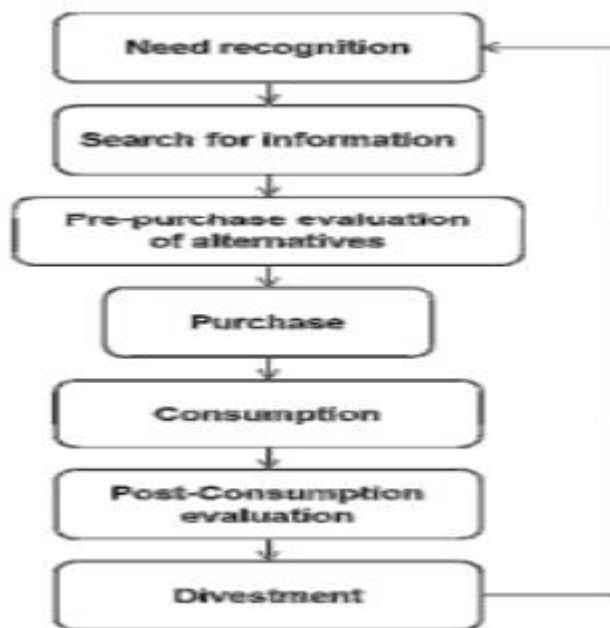 Need recognition
Search for information
Pre-purchase evaluation
of alternatives
Purchase
Consumption
Post-Consumption
evaluation
Divestment